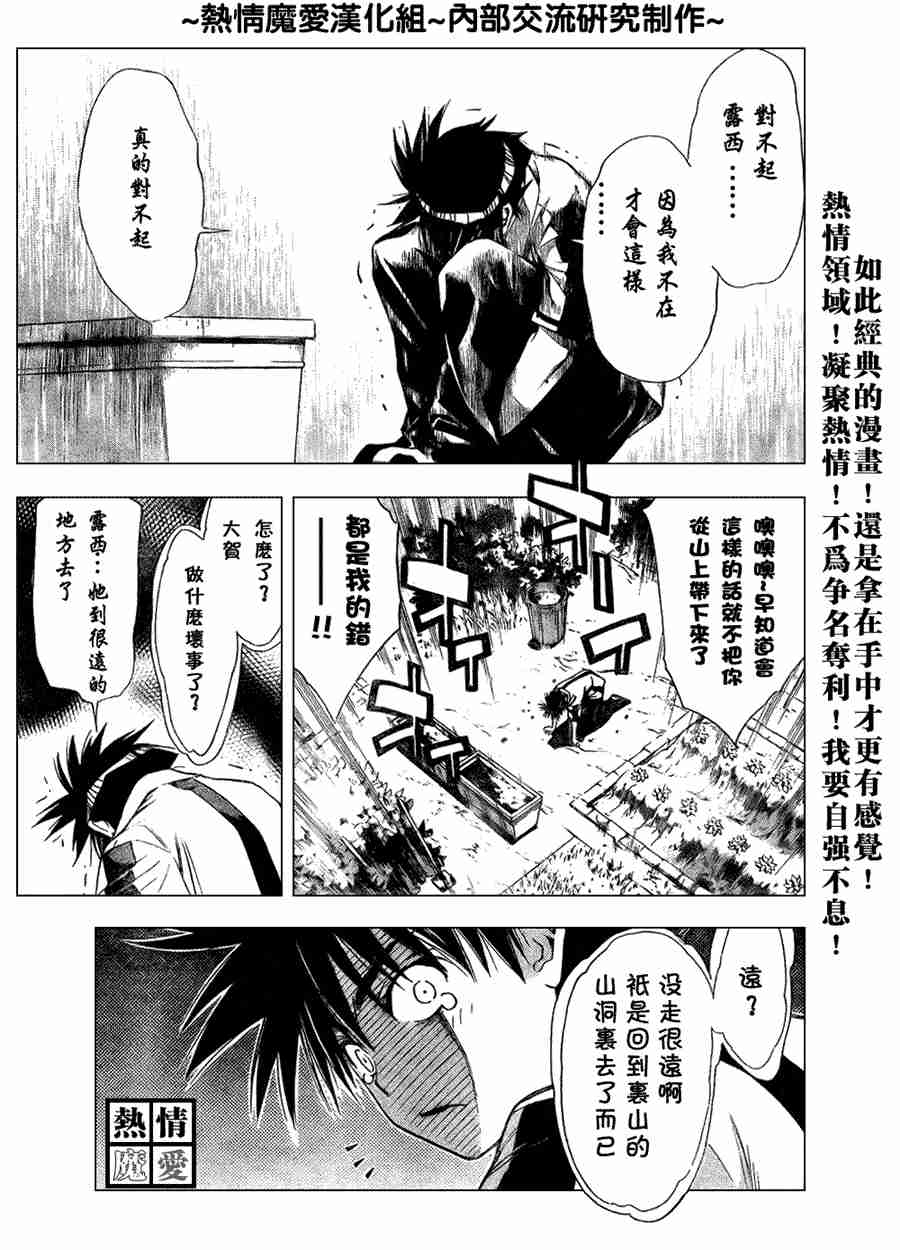 ~熱情魔愛漢化組~內部交流研究制作~
對不起
露西……
因為我不在
才會這樣
……
真的對不起
噢噢噢~早知道會
這樣的話就不把你
從山上帶下來了
都是我的錯
——!!
怎麼了?
大賀
做什麼壞事了?
露西…她到很遠的
地方去了
遠?
没走很遠啊
衹是回到裏山的
山洞裏去了而已
如此經典的漫畫！還是拿在手中才更有感覺！
熱情領域！凝聚熱情！不爲争名奪利！我要自强不息！
熱情
魔愛